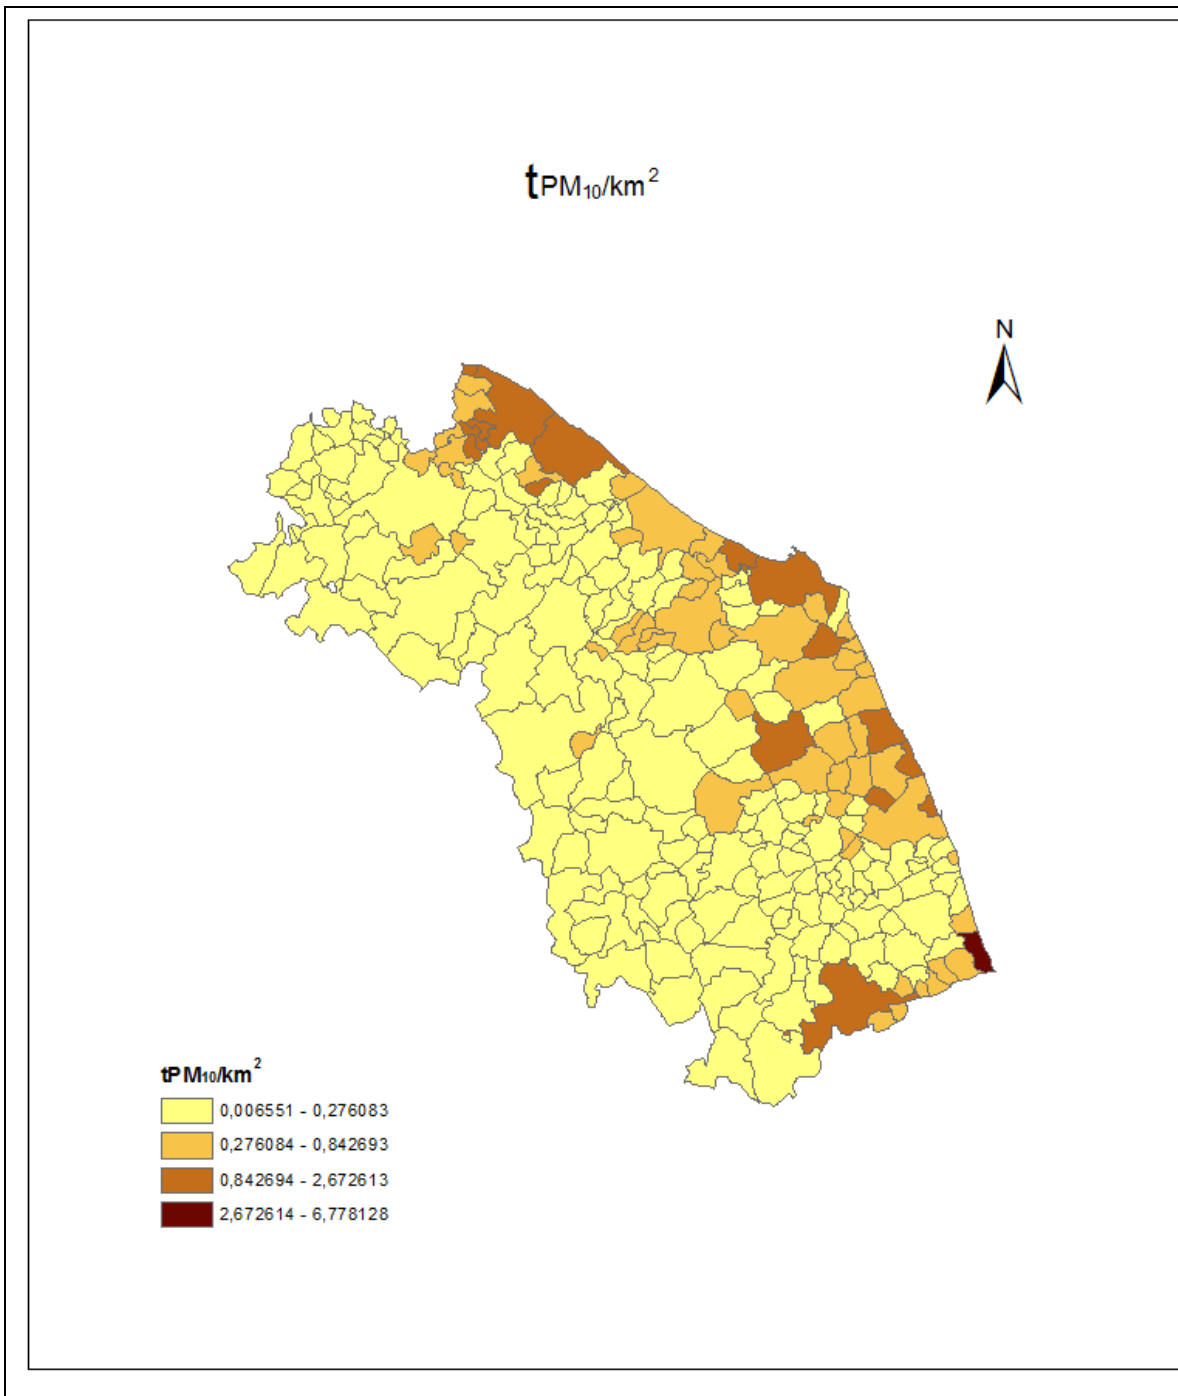 tPM₁₀/km²
N
tPM₁₀/km²
0,006551 - 0,276083
0,276084 - 0,842693
0,842694 - 2,672613
2,672614 - 6,778128